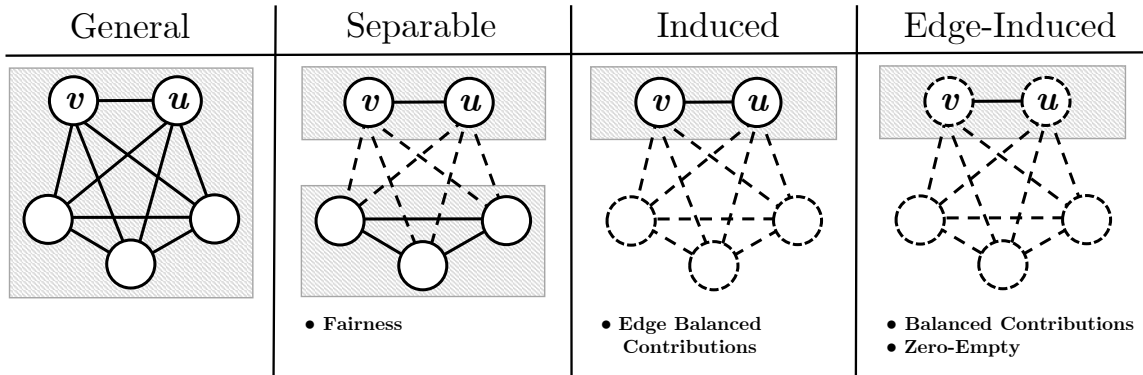 General
Separable
Induced
Edge-Induced
v u
v u
v u
v u
• Fairness
• Edge Balanced
Contributions
• Balanced Contributions
• Zero-Empty